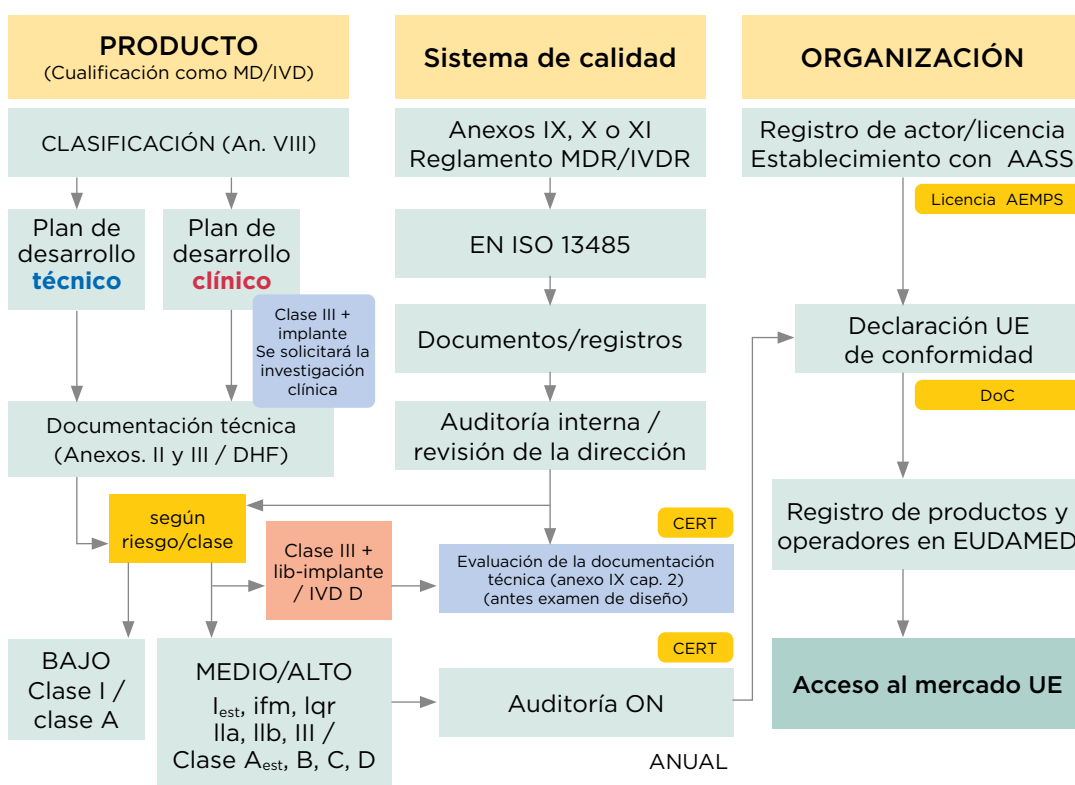 PRODUCTO
(Cualificación como MD/IVD)
CLASIFICACIÓN (An. VIII)
Plan de
desarrollo
técnico
Plan de
desarrollo
clínico
Clase III +
implante
Se solicitará la
investigación
clínica
Documentación técnica
(Anexos. II y III / DHF)
según
riesgo/clase
Clase III +
lib-implante
/ IVD D
BAJO
Clase I /
clase A
MEDIO/ALTO
Iest, ifm, Iqr
IIa, IIb, III /
Clase Aest, B, C, D
Sistema de calidad
Anexos IX, X o XI
Reglamento MDR/IVDR
EN ISO 13485
Documentos/registros
Auditoría interna /
revisión de la dirección
CERT
Evaluación de la documentación
técnica (anexo IX cap. 2)
(antes examen de diseño)
CERT
Auditoría ON
ANUAL
ORGANIZACIÓN
Registro de actor/licencia
Establecimiento con AASS
Licencia AEMPS
Declaración UE
de conformidad
DoC
Registro de productos y
operadores en EUDAMED
Acceso al mercado UE